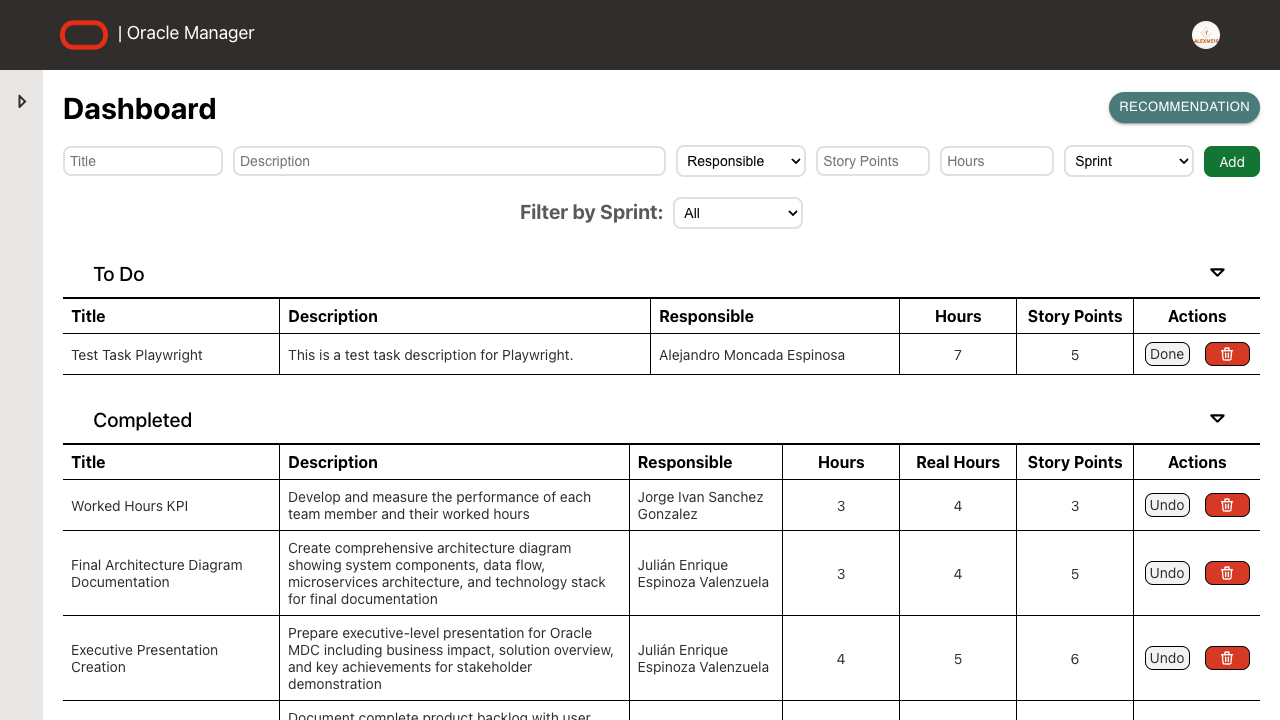 | Oracle Manager
Dashboard
RECOMMENDATION
Title
Description
Responsible
Story Points
Hours
Sprint
Add
Filter by Sprint:
All
To Do
Title
Description
Responsible
Hours
Story Points
Actions
Test Task Playwright
This is a test task description for Playwright.
Alejandro Moncada Espinosa
7
5
Done
Completed
Title
Description
Responsible
Hours
Real Hours
Story Points
Actions
Worked Hours KPI
Develop and measure the performance of each
team member and their worked hours
Jorge Ivan Sanchez
Gonzalez
3
4
3
Undo
Final Architecture Diagram
Documentation
Create comprehensive architecture diagram
showing system components, data flow,
microservices architecture, and technology stack
for final documentation
Julián Enrique
Espinoza Valenzuela
3
4
5
Undo
Executive Presentation
Creation
Prepare executive-level presentation for Oracle
MDC including business impact, solution overview,
and key achievements for stakeholder
demonstration
Julián Enrique
Espinoza Valenzuela
4
5
6
Undo
Document complete product backlog with user